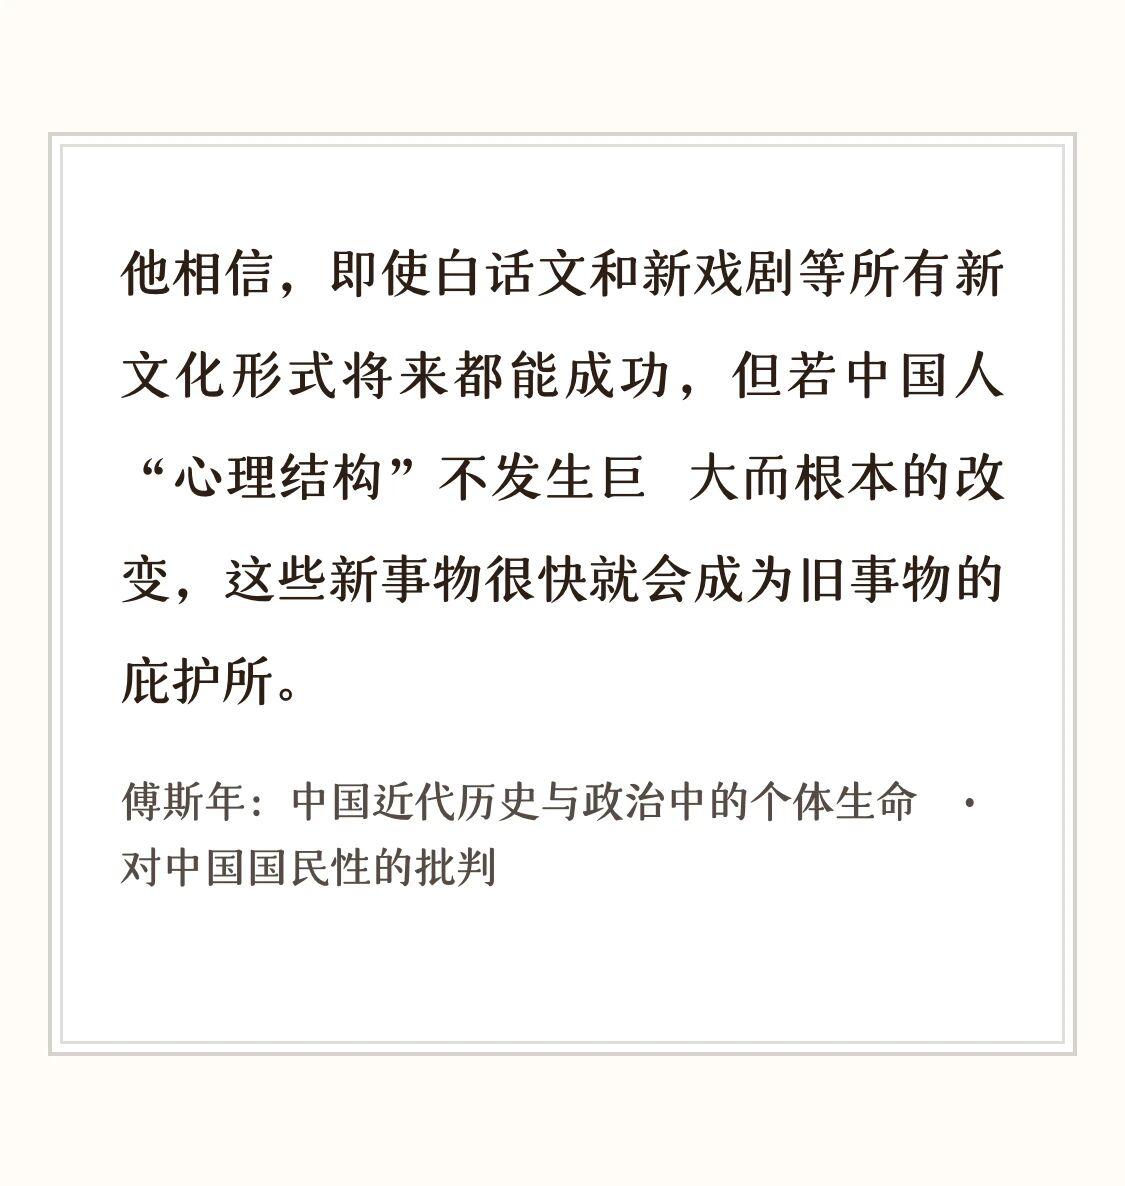 他相信，即使白话文和新戏剧等所有新
文化形式将来都能成功，但若中国人
“心理结构”不发生巨 大而根本的改
变，这些新事物很快就会成为旧事物的
庇护所。
傅斯年：中国近代历史与政治中的个体生命 ·
对中国国民性的批判